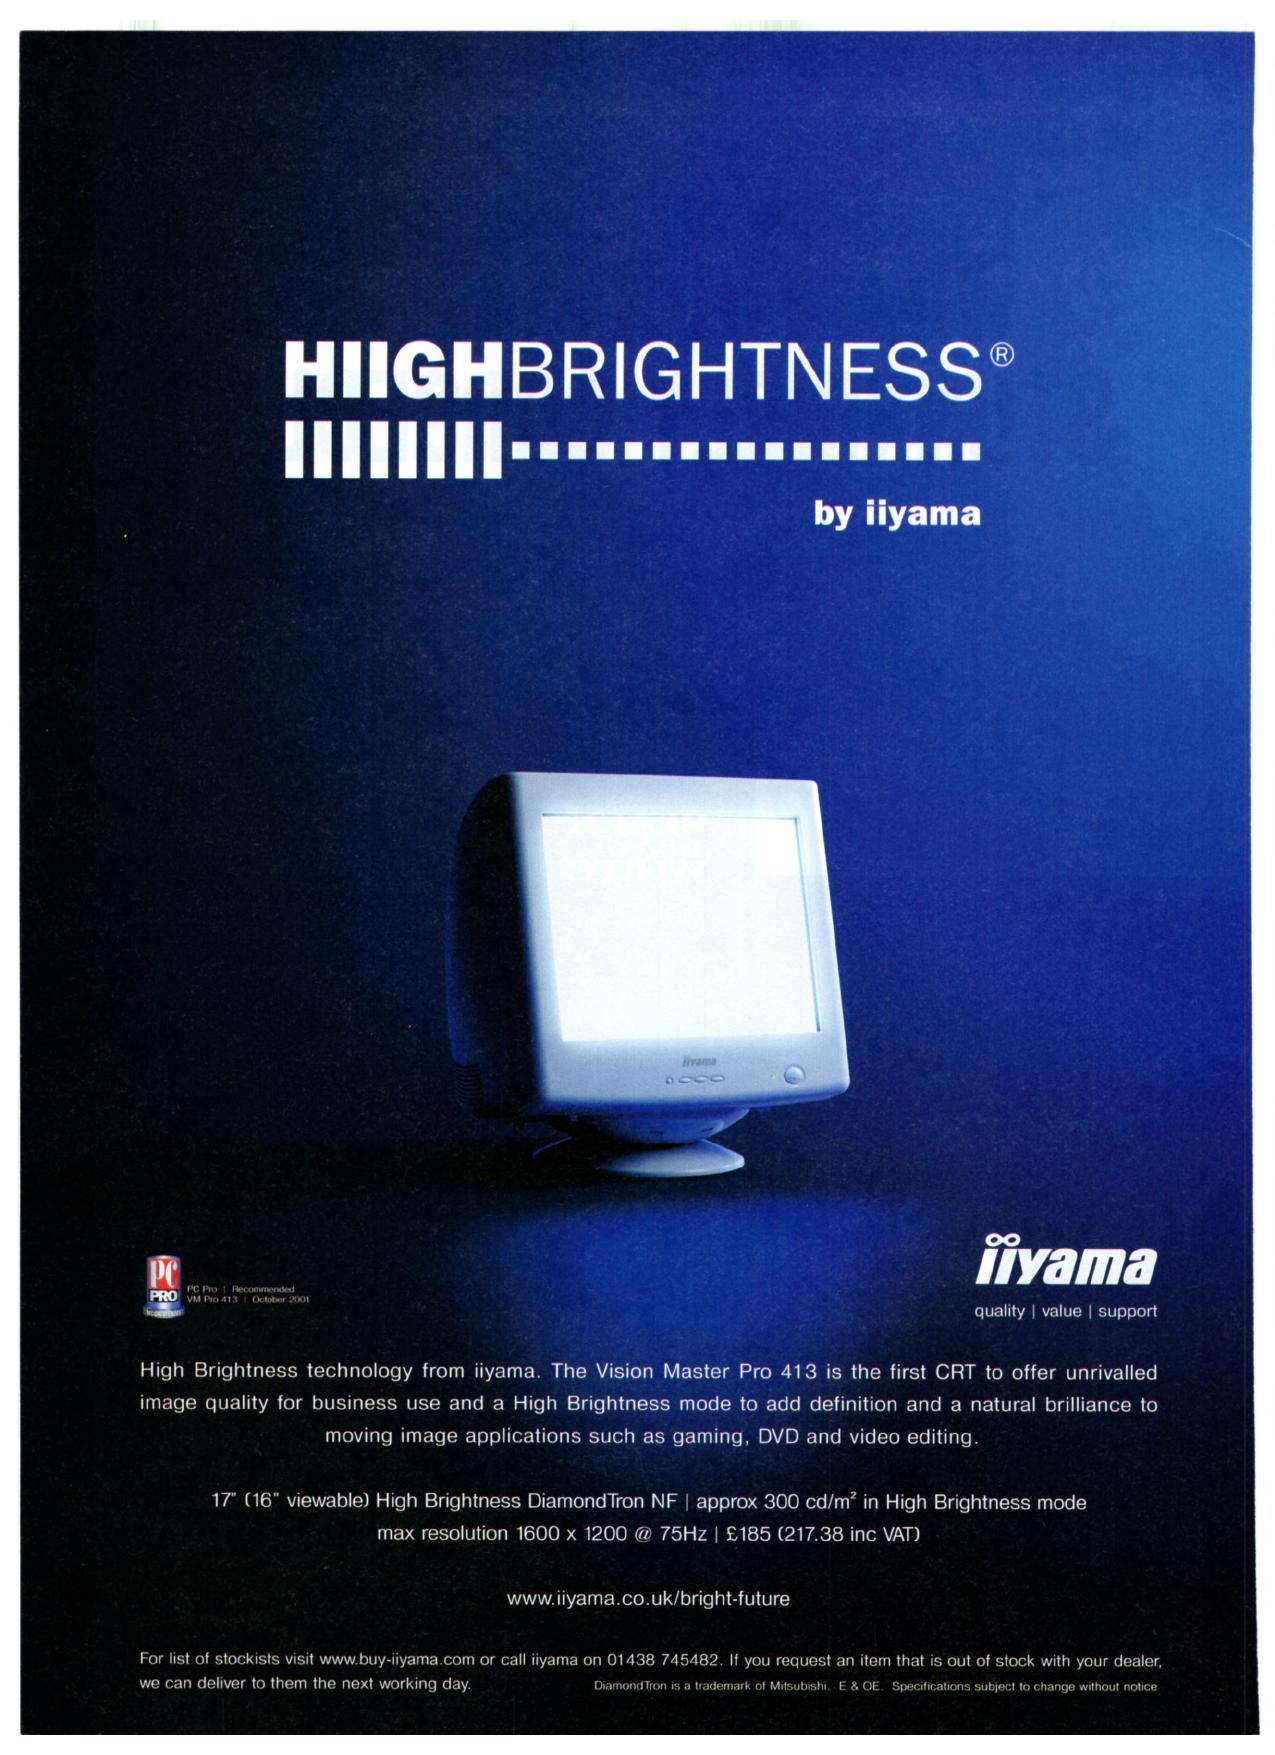 HIIGHBRIGHTNESS®
by iiyama
iiyama
PC
PRO
PC Pro | Recommended
VM Pro 413 | October 2001
iiyama
quality | value | support
High Brightness technology from iiyama. The Vision Master Pro 413 is the first CRT to offer unrivalled
image quality for business use and a High Brightness mode to add definition and a natural brilliance to
moving image applications such as gaming, DVD and video editing.
17" (16" viewable) High Brightness DiamondTron NF | approx 300 cd/m² in High Brightness mode
max resolution 1600 x 1200 @ 75Hz | £185 (217.38 inc VAT)
www.iiyama.co.uk/bright-future
For list of stockists visit www.buy-iiyama.com or call iiyama on 01438 745482. If you request an item that is out of stock with your dealer,
we can deliver to them the next working day.
DiamondTron is a trademark of Mitsubishi. E & OE. Specifications subject to change without notice